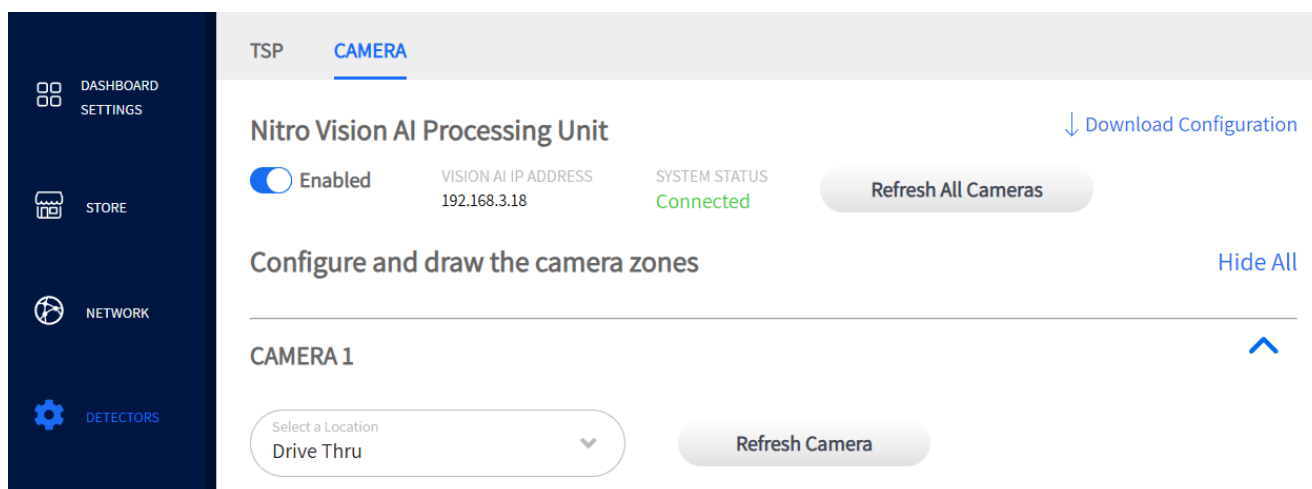 TSP
CAMERA
DASHBOARD
SETTINGS
STORE
NETWORK
DETECTORS
Nitro Vision AI Processing Unit
Download Configuration
Enabled
VISION AI IP ADDRESS
192.168.3.18
SYSTEM STATUS
Connected
Refresh All Cameras
Configure and draw the camera zones
Hide All
CAMERA 1
Select a Location
Drive Thru
Refresh Camera